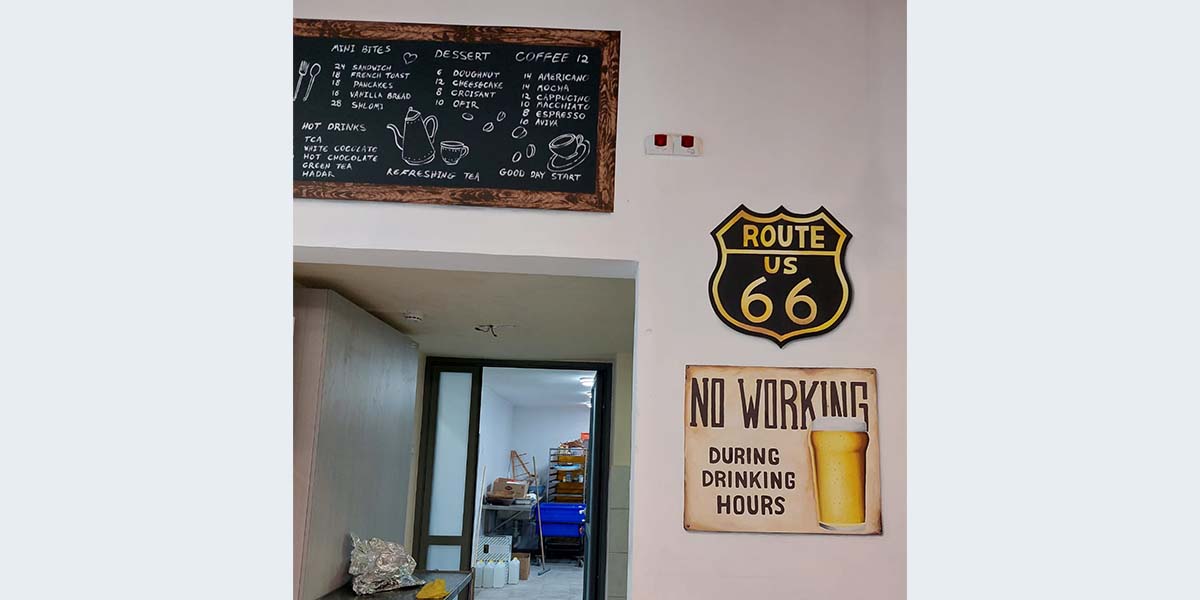 MINI BITES
24 SANDWICH
18 FRENCH TOAST
18 PANCAKES
16 VANILLA BREAD
28 SHLOMI
DESSERT
6 DOUGHNUT
12 CHEESECAKE
8 CROISANT
10 OFIR
COFFEE 12
14 AMERICANO
14 MOCHA
12 CAPPUCINO
10 MACCHIATO
8 ESPRESSO
10 AVIVA
HOT DRINKS
TEA
WHITE COCOLATE
HOT CHOCOLATE
GREEN TEA
HADAR
REFRESHING TEA
GOOD DAY START
ROUTE
US
66
NO WORKING
DURING
DRINKING
HOURS